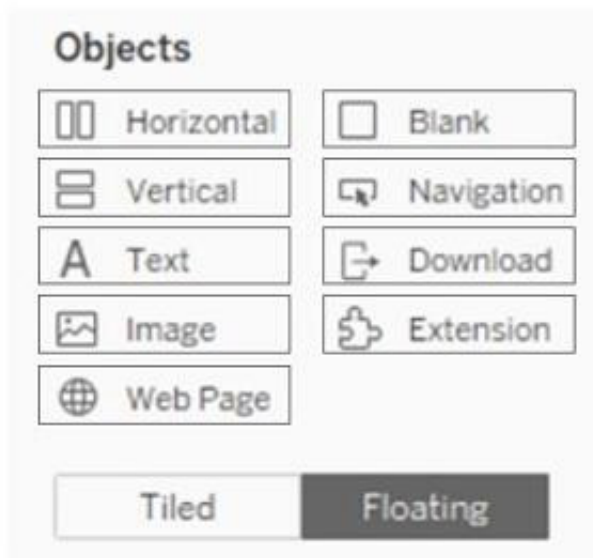 Objects
Horizontal Blank
Vertical Navigation
Text Download
Image Extension
Web Page
Tiled Floating